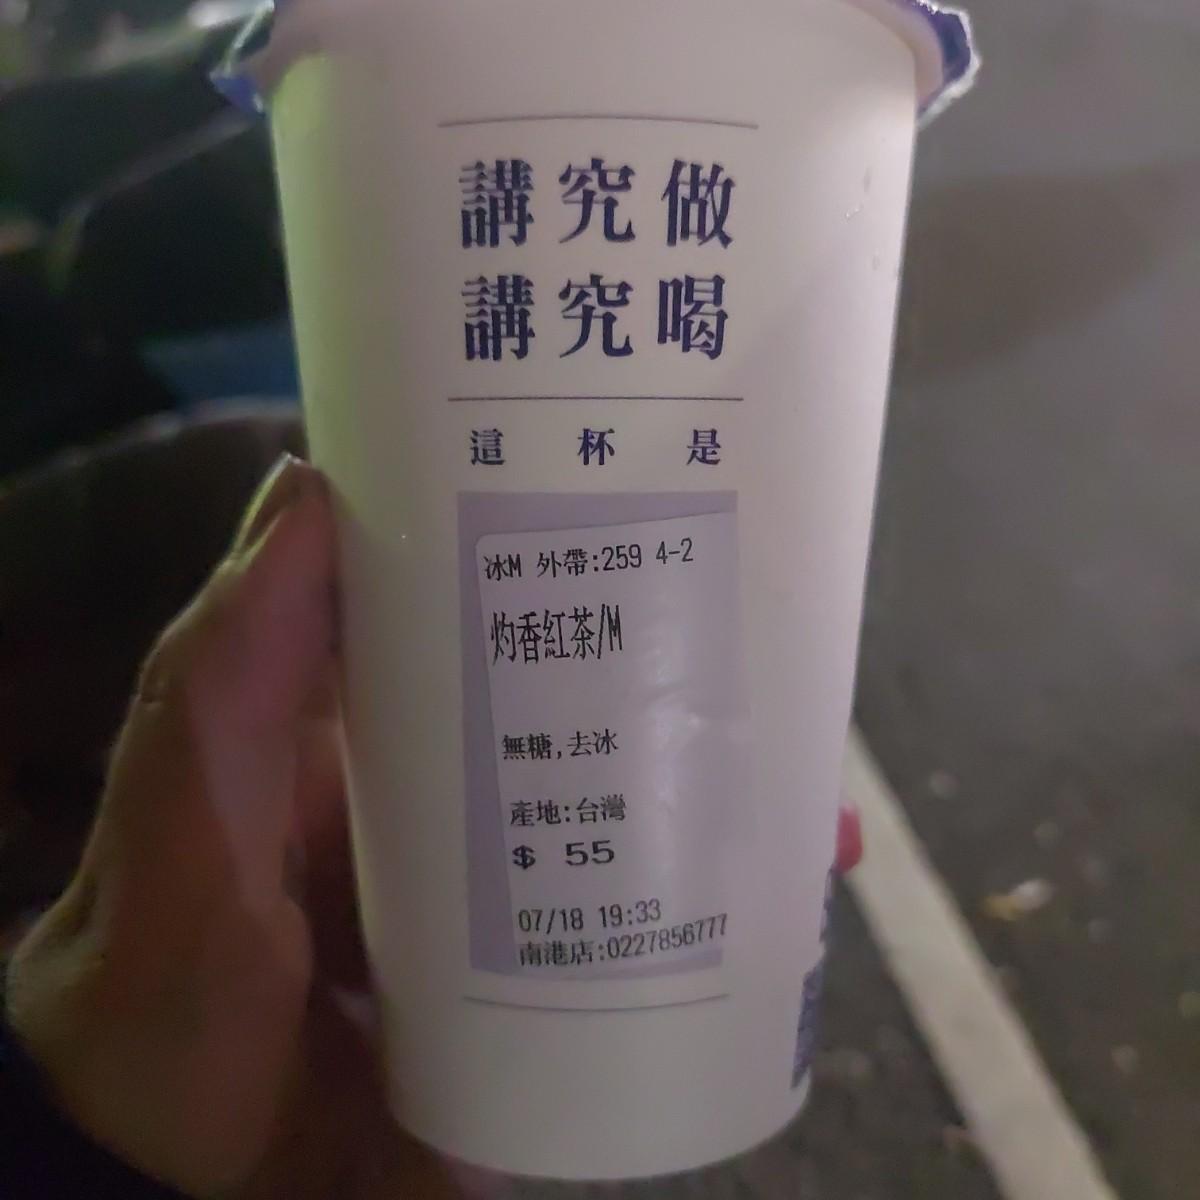 講究做
講究喝
這杯是
冰M 外帶:259 4-2
灼香紅茶/M
無糖,去冰
產地:台灣
$ 55
07/18 19:33
南港店:0227856777